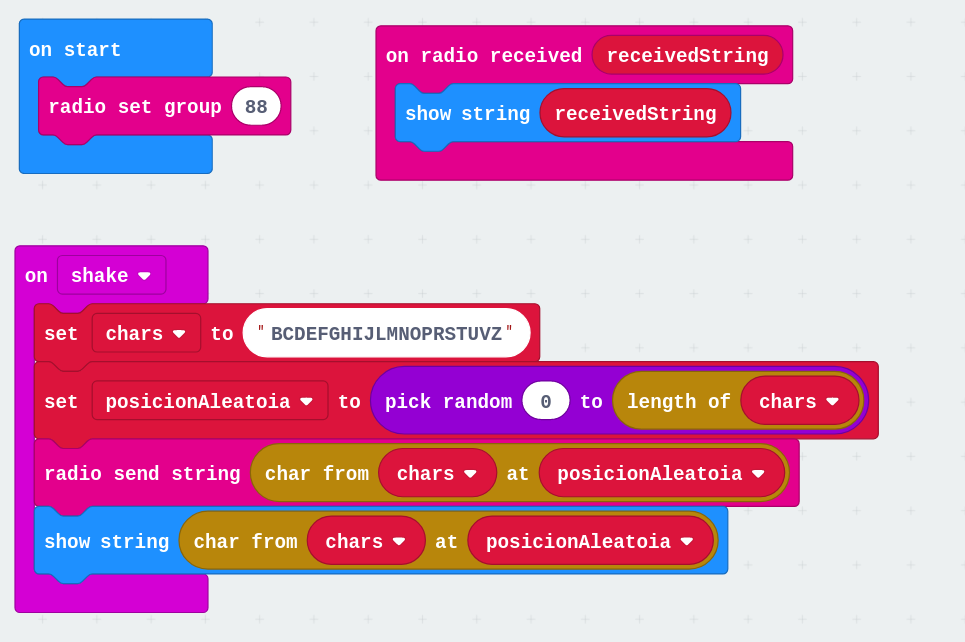 on start
radio set group 88
on radio received receivedString
show string receivedString
on shake
set chars to "BCDEFGHIJLMNOPRSTUVZ"
set posicionAleatoia to pick random 0 to length of chars
radio send string char from chars at posicionAleatoia
show string char from chars at posicionAleatoia